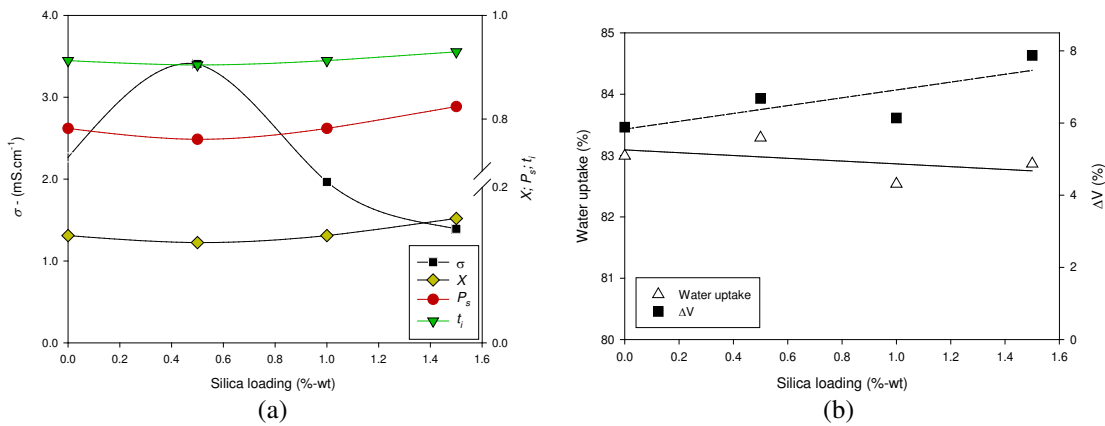 4.0
3.0
2.0
1.0
0.0
σ - (mS.cm⁻¹)
1.0
0.8
0.2
0.0
X; Pₛ; tᵢ
σ
X
Pₛ
tᵢ
0.0 0.2 0.4 0.6 0.8 1.0 1.2 1.4 1.6
Silica loading (%-wt)
(a)
85
84
83
82
81
80
Water uptake (%)
8
6
4
2
0
ΔV (%)
Water uptake
ΔV
0.0 0.2 0.4 0.6 0.8 1.0 1.2 1.4 1.6
Silica loading (%-wt)
(b)